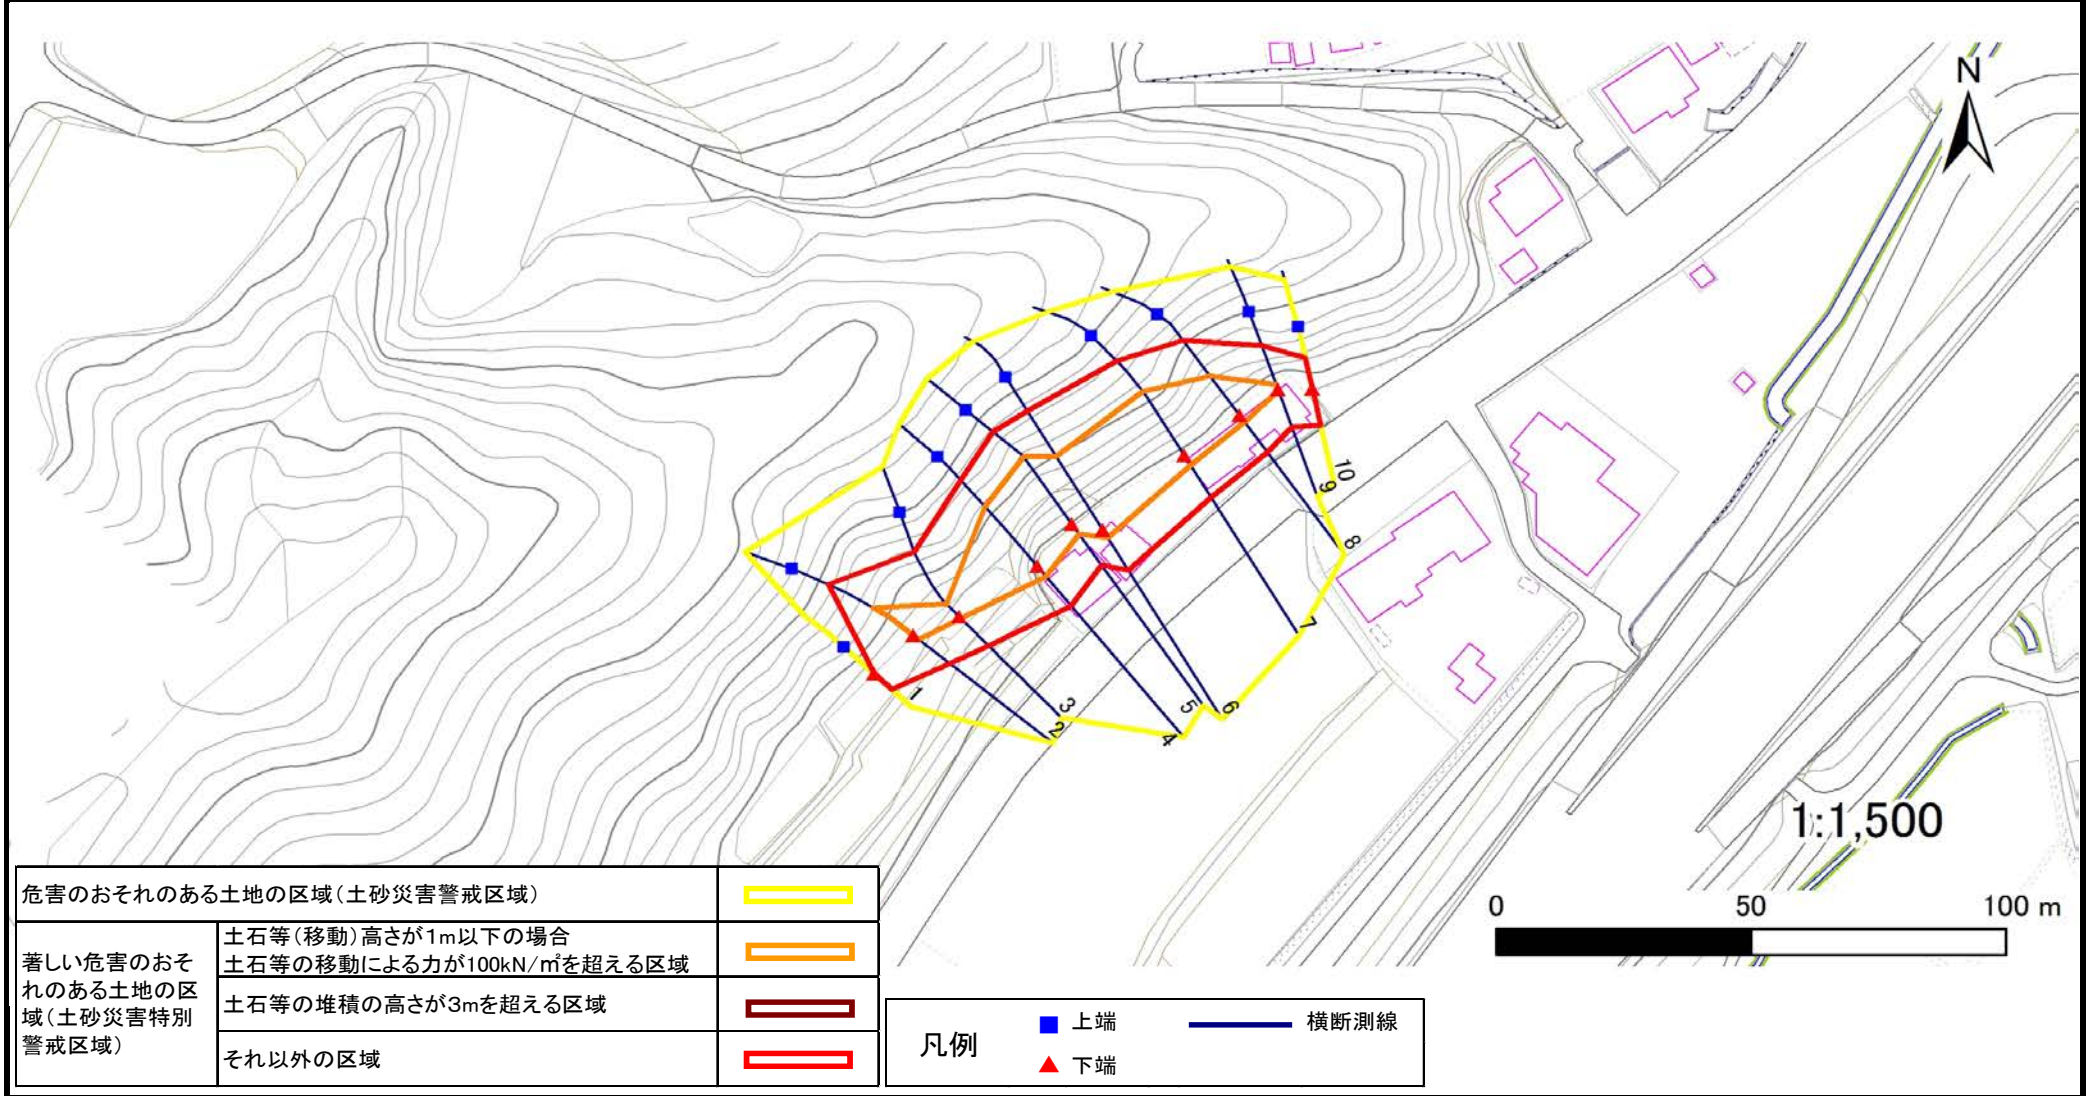 N
10
9
8
7
6
5
4
3
2
1
1:1,500
0 50 100 m
危害のおそれのある土地の区域(土砂災害警戒区域)
著しい危害のおそ
れのある土地の区
域(土砂災害特別
警戒区域)
土石等(移動)高さが1m以下の場合
土石等の移動による力が100kN/㎡を超える区域
土石等の堆積の高さが3mを超える区域
それ以外の区域
凡例
上端
横断測線
下端